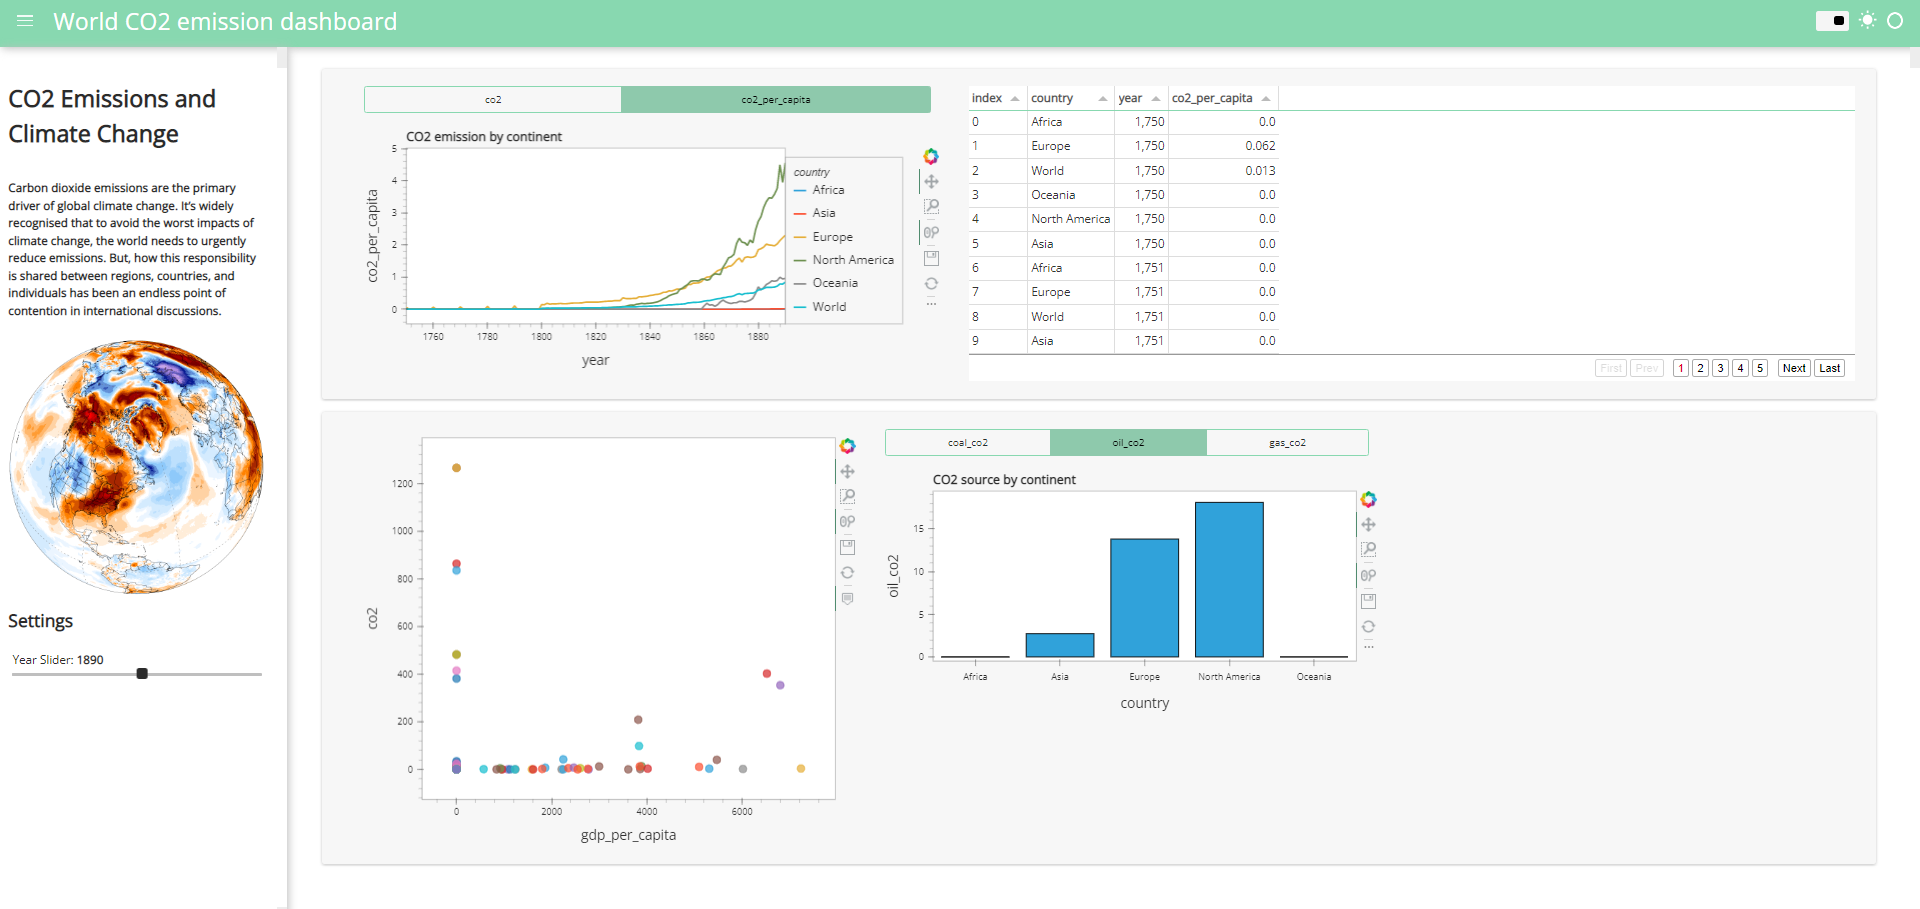 World CO2 emission dashboard
CO2 Emissions and
Climate Change
Carbon dioxide emissions are the primary
driver of global climate change. It's widely
recognised that to avoid the worst impacts of
climate change, the world needs to urgently
reduce emissions. But, how this responsibility
is shared between regions, countries, and
individuals has been an endless point of
contention in international discussions.
Settings
Year Slider: 1890
co2 co2_per_capita
CO2 emission by continent
co2_per_capita
5
4
3
2
1
0
1760 1780 1800 1820 1840 1860 1880
year
country
Africa
Asia
Europe
North America
Oceania
World
index country year co2_per_capita
0 Africa 1,750 0.0
1 Europe 1,750 0.062
2 World 1,750 0.013
3 Oceania 1,750 0.0
4 North America 1,750 0.0
5 Asia 1,750 0.0
6 Africa 1,751 0.0
7 Europe 1,751 0.0
8 World 1,751 0.0
9 Asia 1,751 0.0
First Prev 1 2 3 4 5 Next Last
co2
1200
1000
800
600
400
200
0
0 2000 4000 6000
gdp_per_capita
coal_co2 oil_co2 gas_co2
CO2 source by continent
oil_co2
15
10
5
0
Africa Asia Europe North America Oceania
country